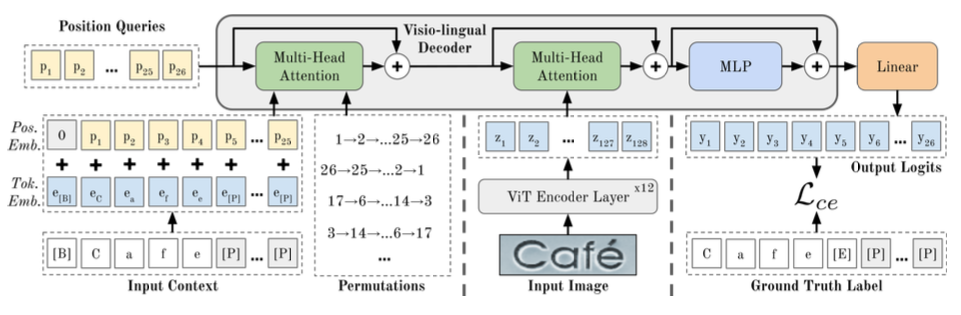 Position Queries
p1 p2 ... p25 p26
Multi-Head Attention
+
Visio-lingual Decoder
Multi-Head Attention
+
MLP
+
Linear
Pos. Emb.
0 p1 p2 p3 p4 p5 ... p25
+ + + + + + +
Tok. Emb.
e[B] eC ea ef ee e[P] ... e[P]
[B] C a f e [P] ... [P]
Input Context
1→2→...25→26
26→25→...2→1
17→6→...14→3
3→14→...6→17
...
Permutations
z1 z2 ... z127 z128
ViT Encoder Layer x12
Café
Input Image
y1 y2 y3 y4 y5 y6 ... y26
Output Logits
ℒce
C a f e [E] [P] ... [P]
Ground Truth Label